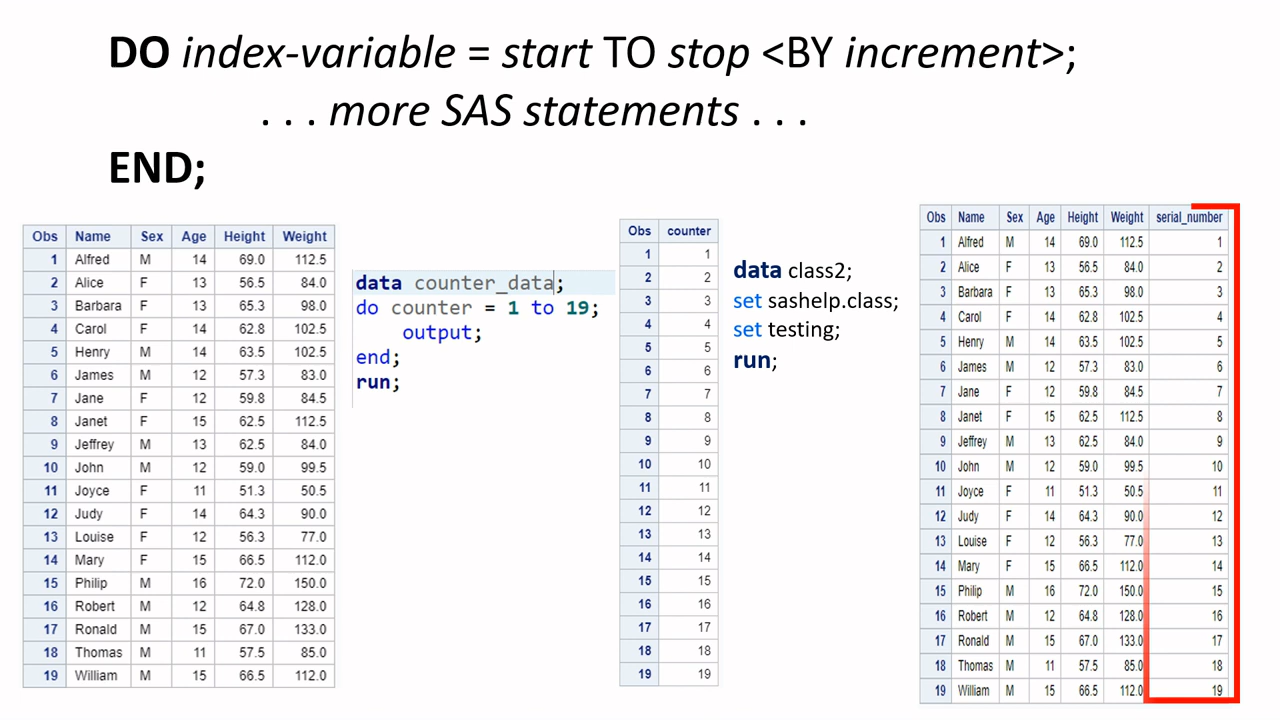 DO index-variable = start TO stop <BY increment>;
. . . more SAS statements . . .
END;
Obs Name Sex Age Height Weight
1 Alfred M 14 69.0 112.5
2 Alice F 13 56.5 84.0
3 Barbara F 13 65.3 98.0
4 Carol F 14 62.8 102.5
5 Henry M 14 63.5 102.5
6 James M 12 57.3 83.0
7 Jane F 12 59.8 84.5
8 Janet F 15 62.5 112.5
9 Jeffrey M 13 62.5 84.0
10 John M 12 59.0 99.5
11 Joyce F 11 51.3 50.5
12 Judy F 14 64.3 90.0
13 Louise F 12 56.3 77.0
14 Mary F 15 66.5 112.0
15 Philip M 16 72.0 150.0
16 Robert M 12 64.8 128.0
17 Ronald M 15 67.0 133.0
18 Thomas M 11 57.5 85.0
19 William M 15 66.5 112.0
data counter_data;
do counter = 1 to 19;
output;
end;
run;
Obs counter
1 1
2 2
3 3
4 4
5 5
6 6
7 7
8 8
9 9
10 10
11 11
12 12
13 13
14 14
15 15
16 16
17 17
18 18
19 19
data class2;
set sashelp.class;
set testing;
run;
Obs Name Sex Age Height Weight serial_number
1 Alfred M 14 69.0 112.5 1
2 Alice F 13 56.5 84.0 2
3 Barbara F 13 65.3 98.0 3
4 Carol F 14 62.8 102.5 4
5 Henry M 14 63.5 102.5 5
6 James M 12 57.3 83.0 6
7 Jane F 12 59.8 84.5 7
8 Janet F 15 62.5 112.5 8
9 Jeffrey M 13 62.5 84.0 9
10 John M 12 59.0 99.5 10
11 Joyce F 11 51.3 50.5 11
12 Judy F 14 64.3 90.0 12
13 Louise F 12 56.3 77.0 13
14 Mary F 15 66.5 112.0 14
15 Philip M 16 72.0 150.0 15
16 Robert M 12 64.8 128.0 16
17 Ronald M 15 67.0 133.0 17
18 Thomas M 11 57.5 85.0 18
19 William M 15 66.5 112.0 19